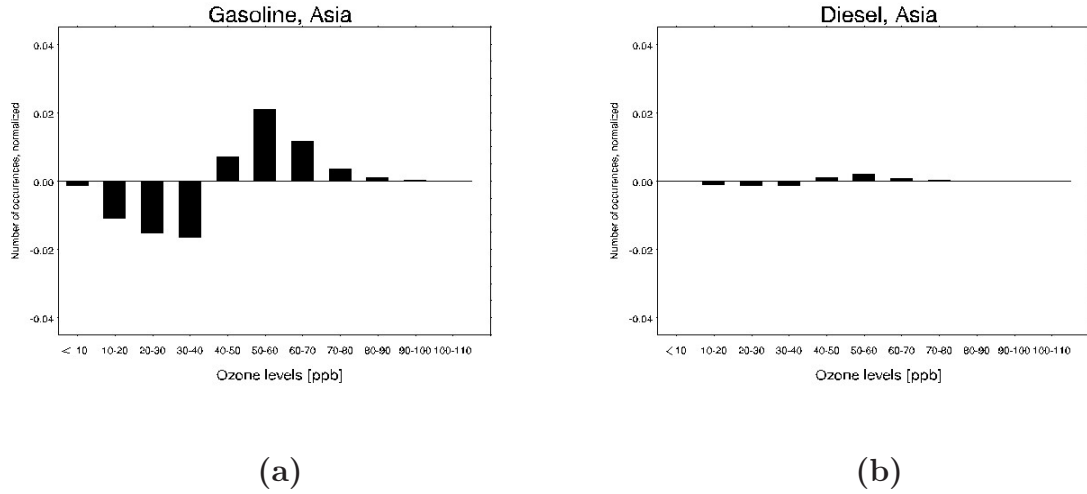 Gasoline, Asia
0.04
0.02
0.00
-0.02
-0.04
Number of occurences, normalized
< 10 10-20 20-30 30-40 40-50 50-60 60-70 70-80 80-90 90-100 100-110
Ozone levels [ppb]
(a)
Diesel, Asia
0.04
0.02
0.00
-0.02
-0.04
Number of occurences, normalized
< 10 10-20 20-30 30-40 40-50 50-60 60-70 70-80 80-90 90-100 100-110
Ozone levels [ppb]
(b)